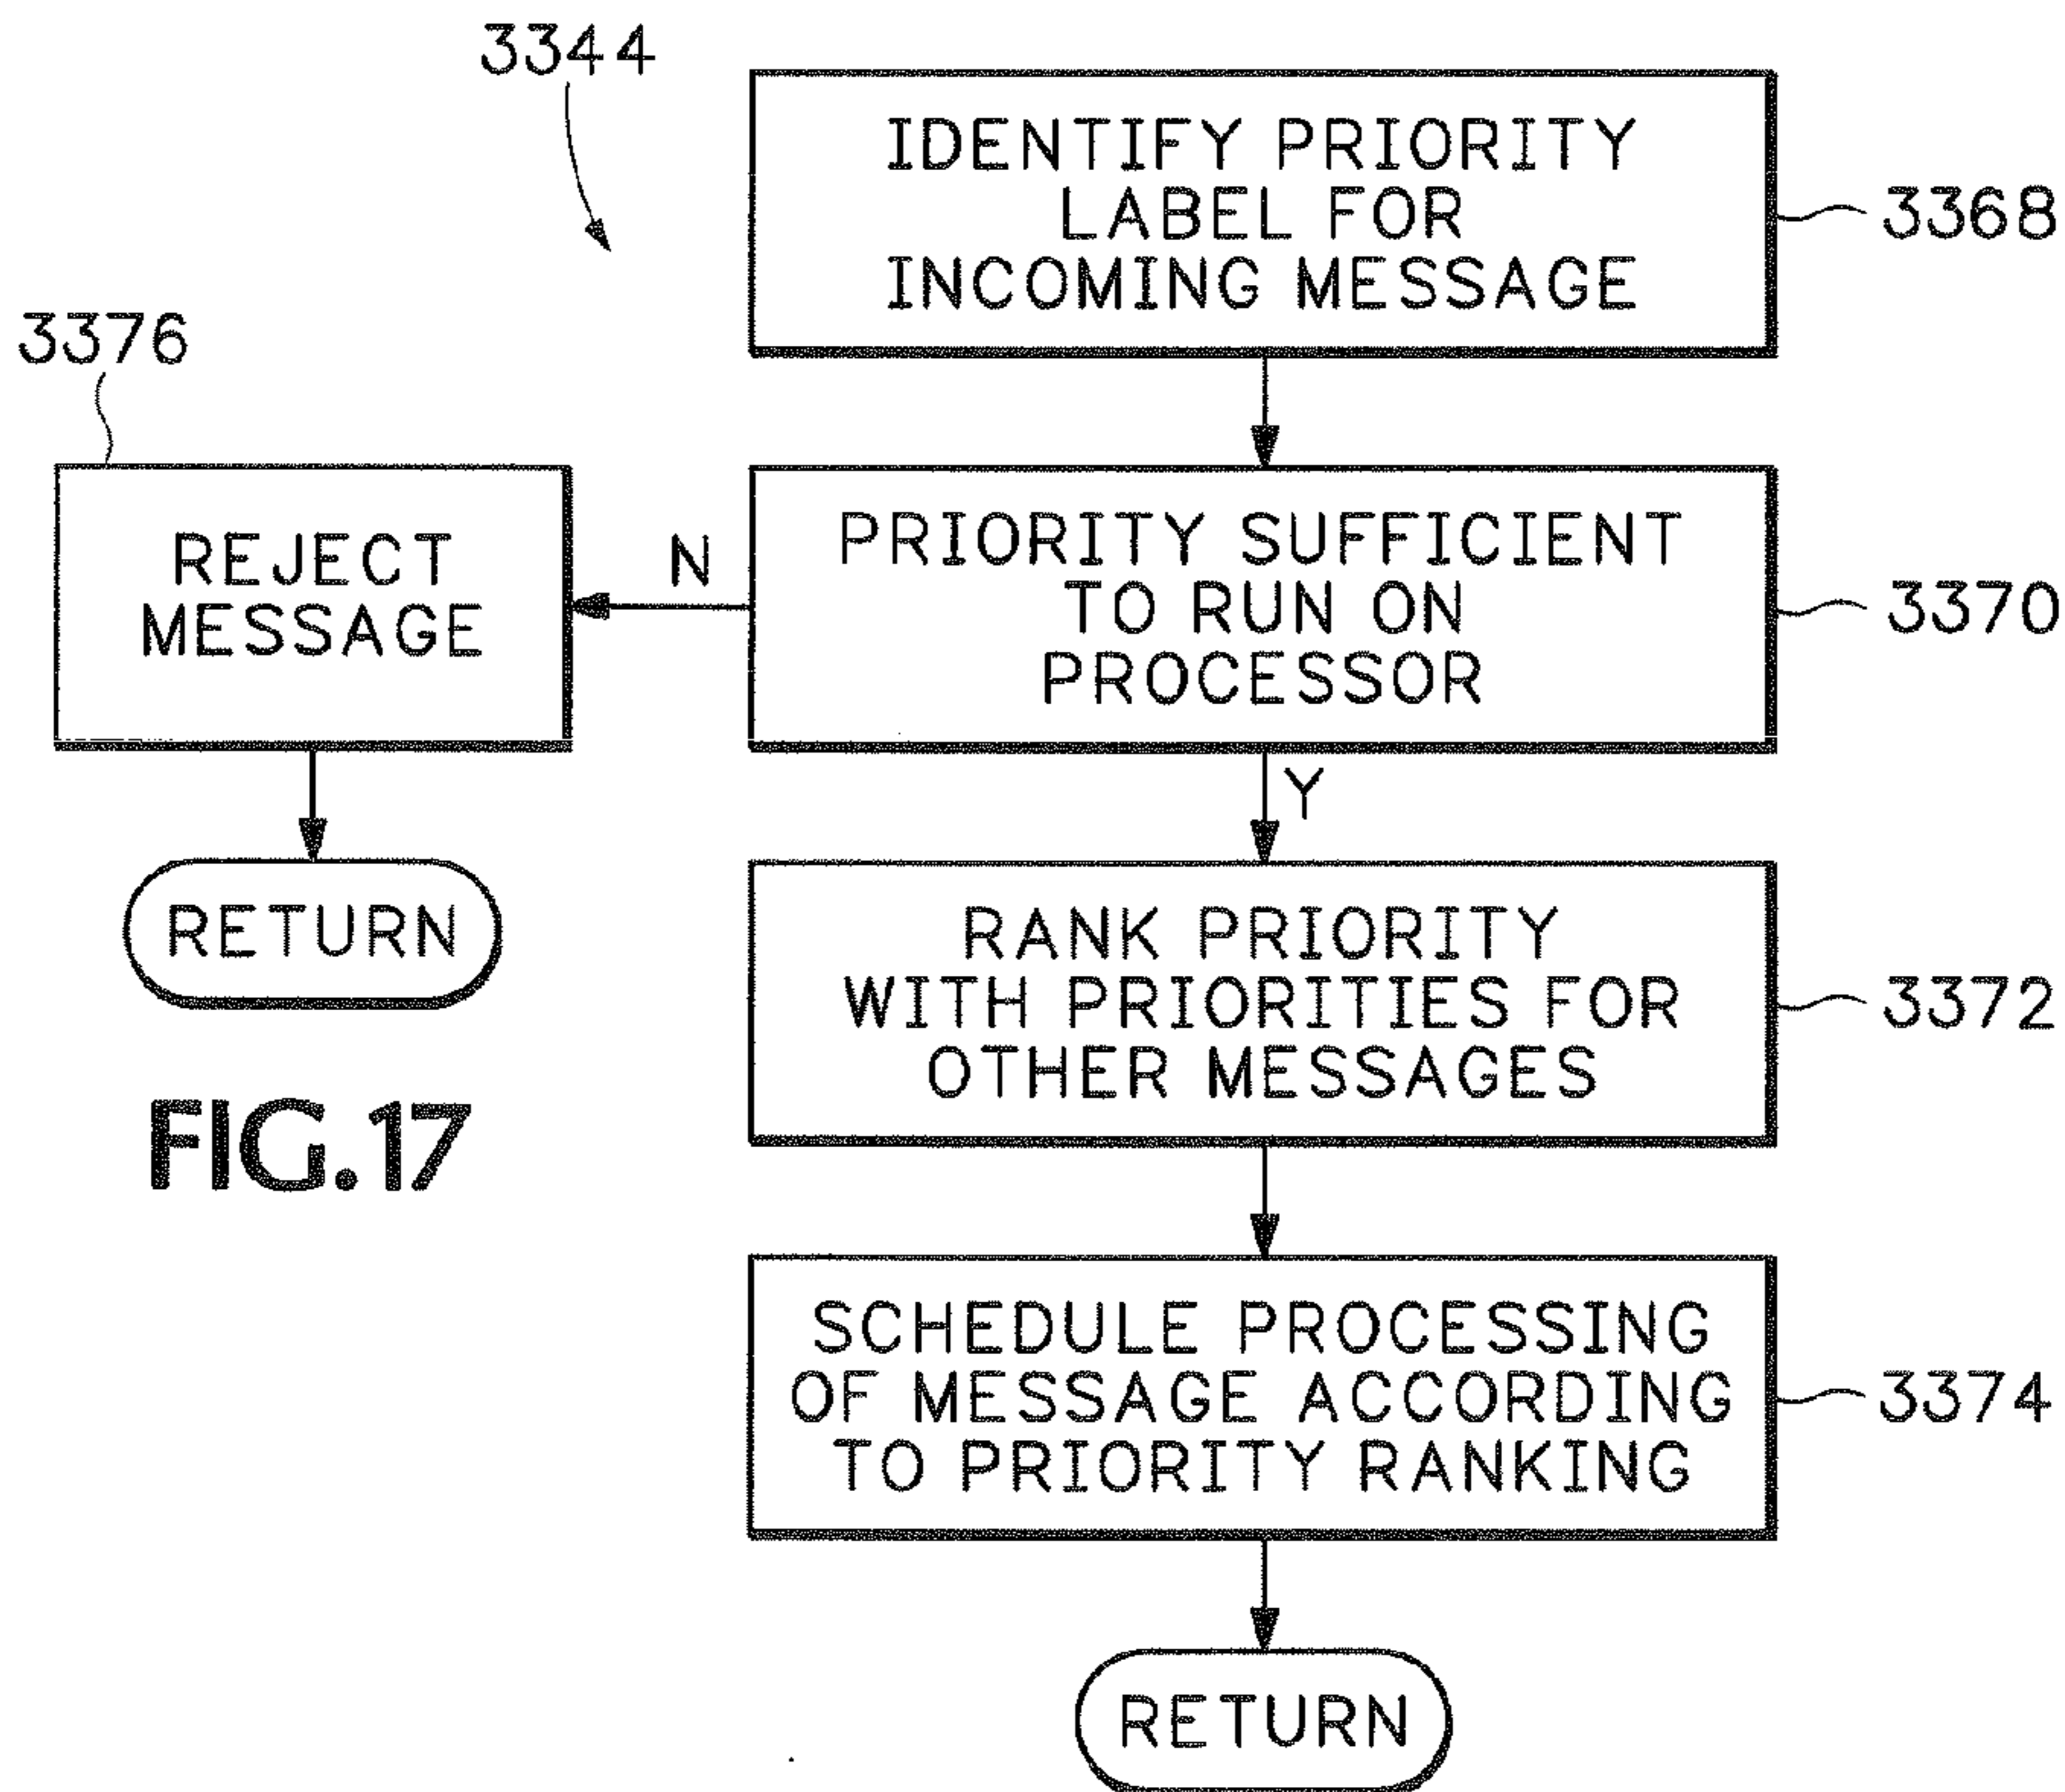 3344
IDENTIFY PRIORITY
LABEL FOR
INCOMING MESSAGE
3368
3376
REJECT
MESSAGE
N
PRIORITY SUFFICIENT
TO RUN ON
PROCESSOR
3370
Y
RETURN
RANK PRIORITY
WITH PRIORITIES FOR
OTHER MESSAGES
3372
FIG.17
SCHEDULE PROCESSING
OF MESSAGE ACCORDING
TO PRIORITY RANKING
3374
RETURN